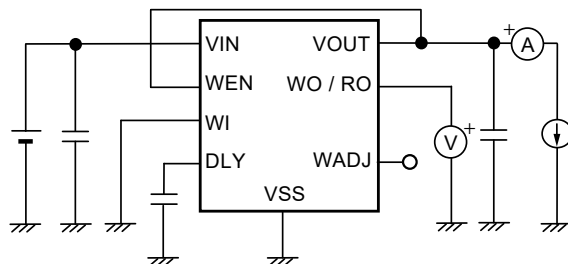 VIN
VOUT
WEN
WO / RO
WI
DLY
WADJ
VSS
+
A
V
+